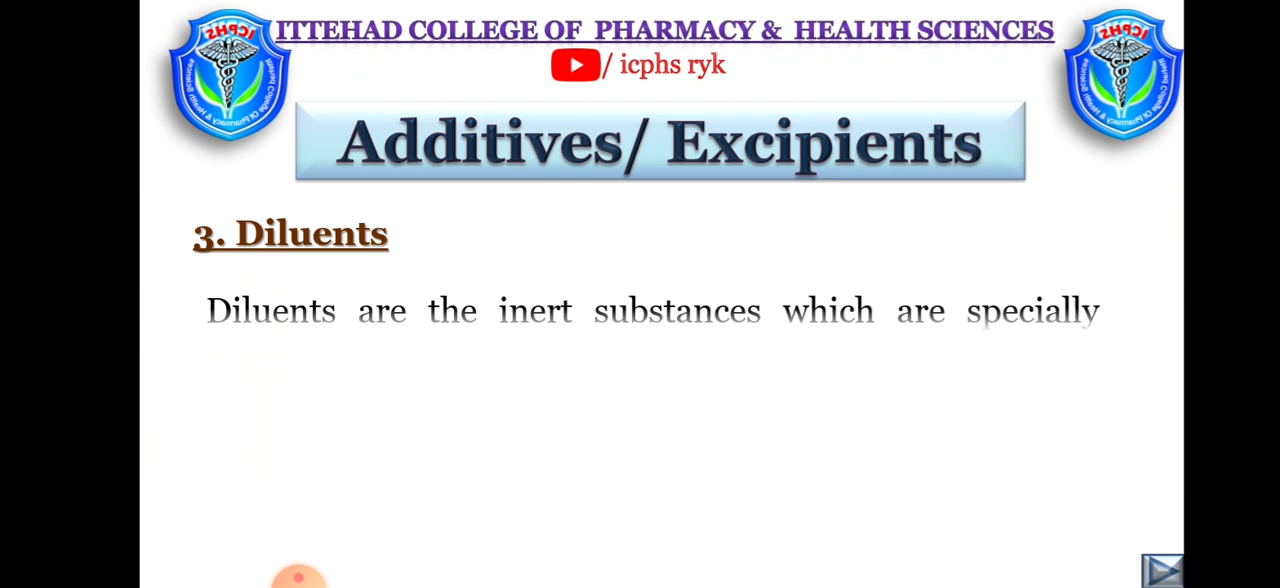 ITTEHAD COLLEGE OF PHARMACY & HEALTH SCIENCES
/ icphs ryk
Additives/ Excipients
3. Diluents
Diluents are the inert substances which are specially